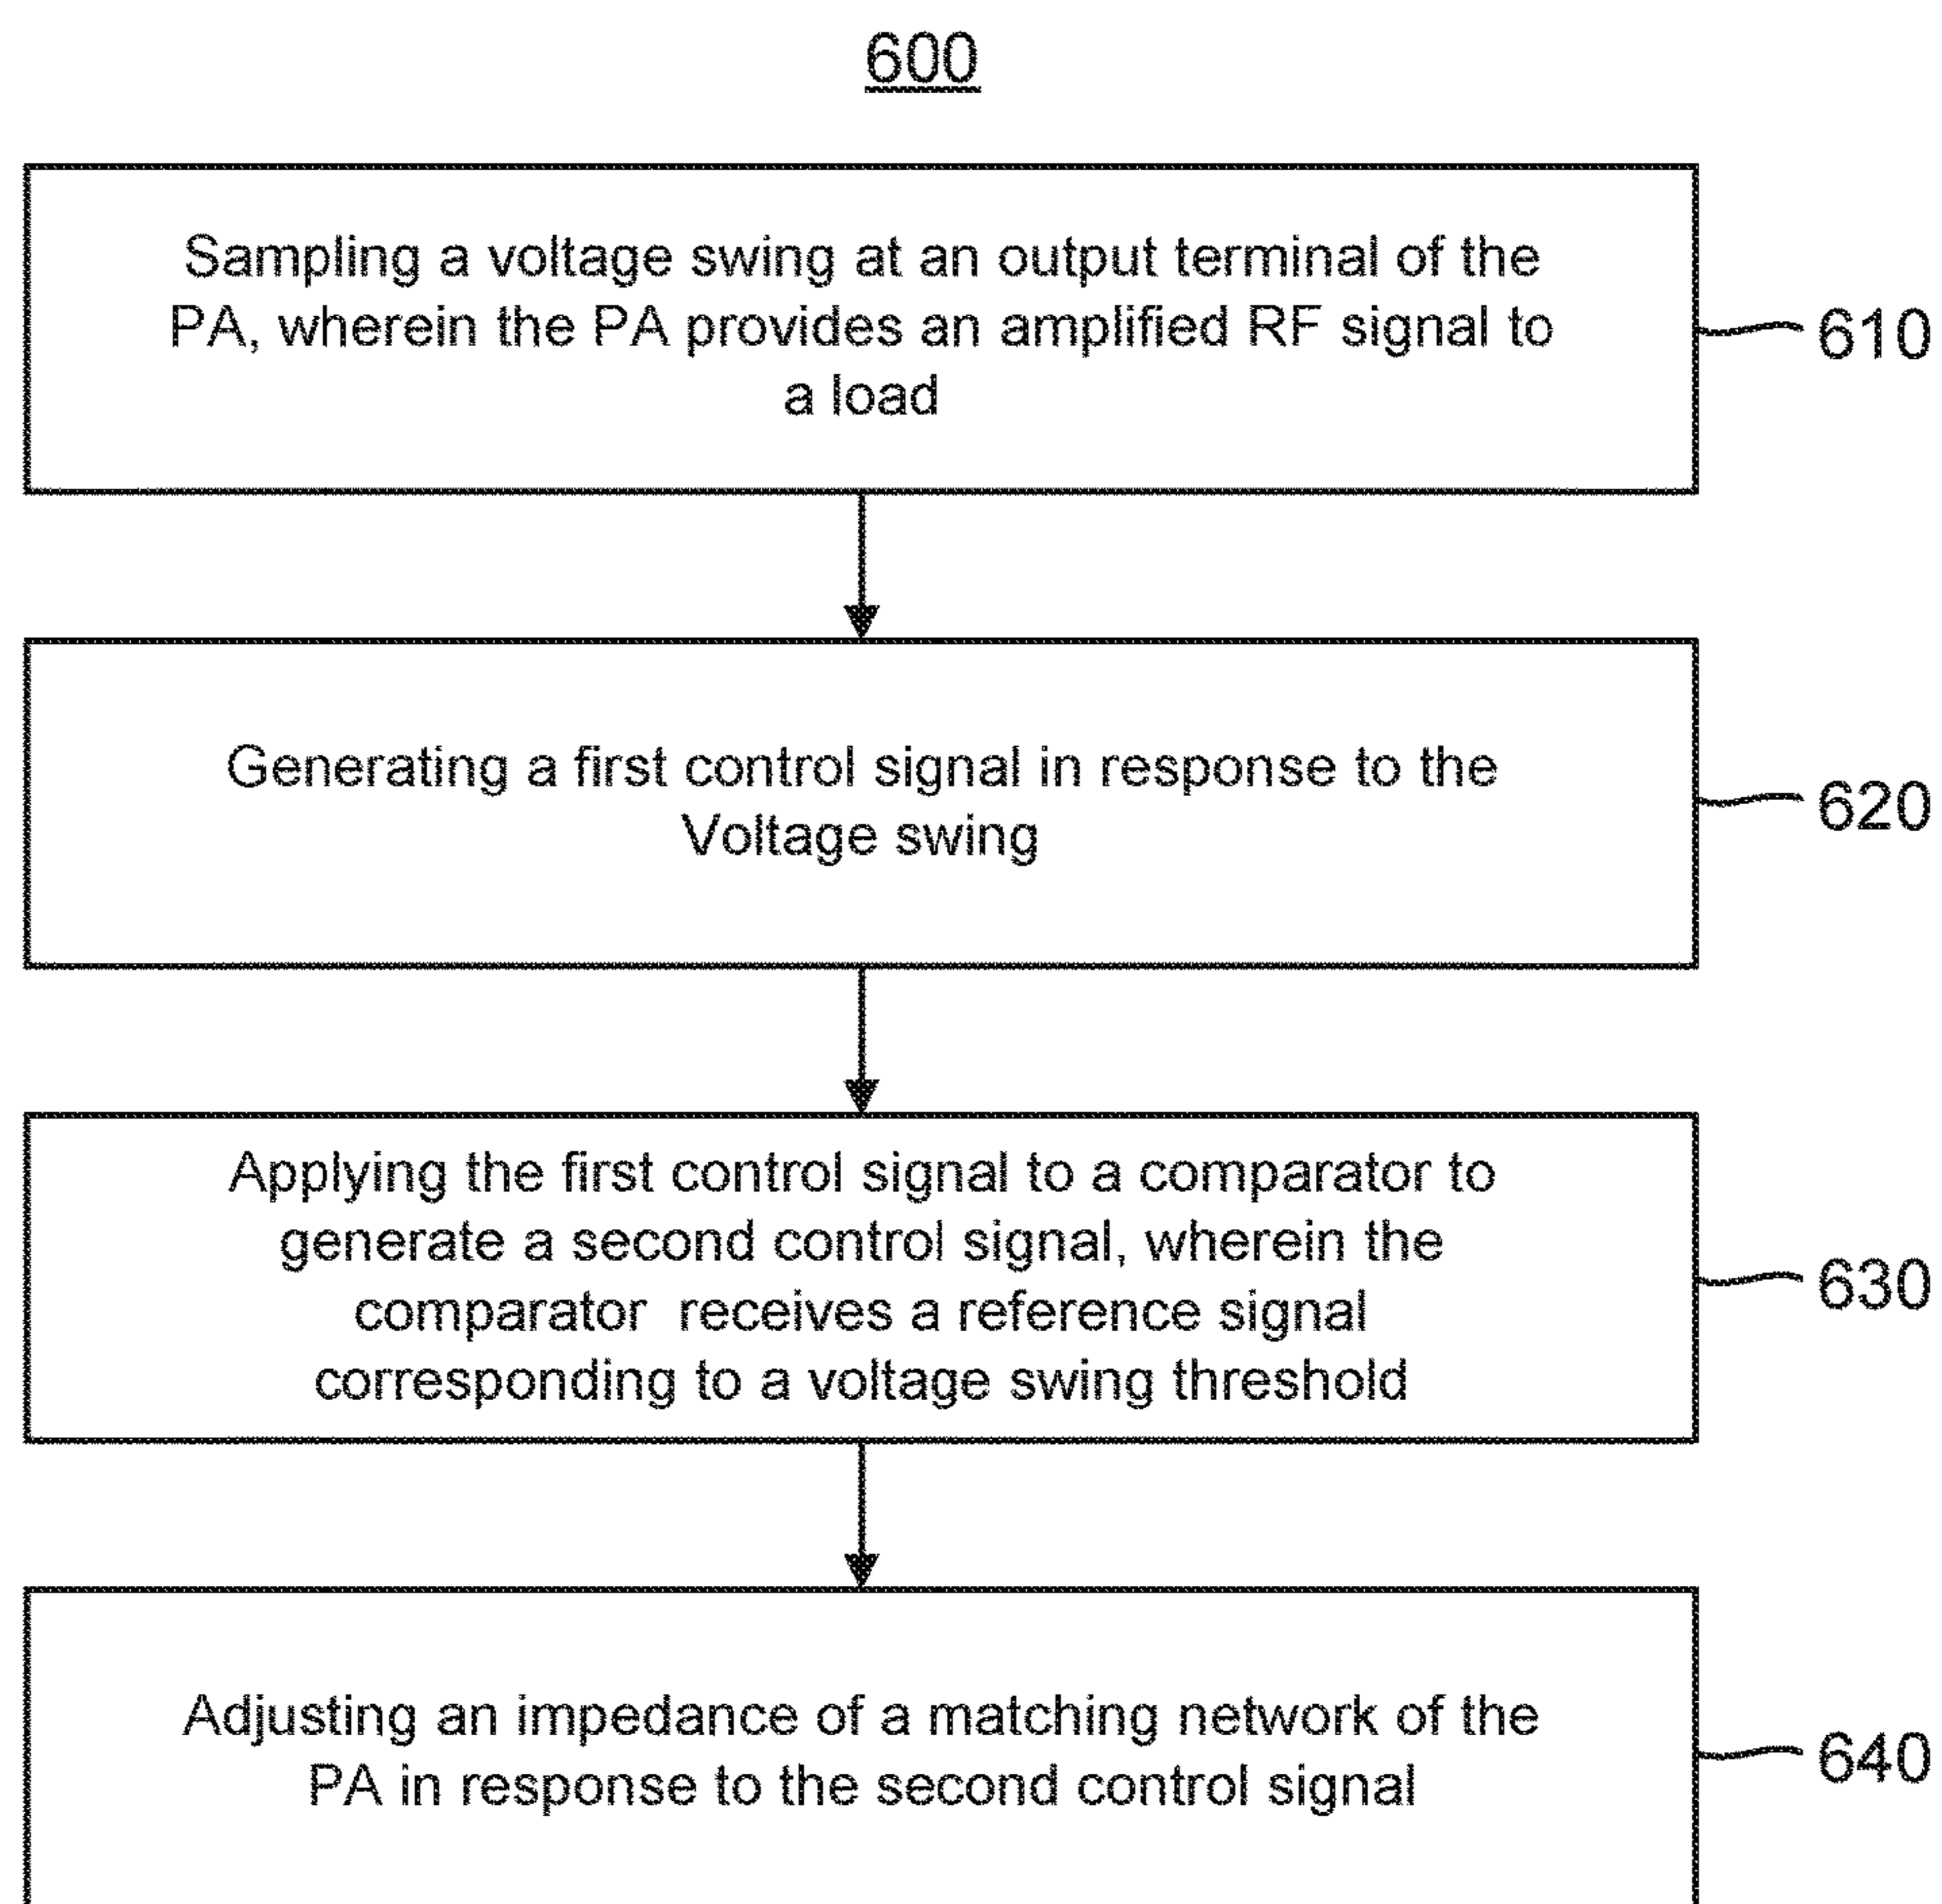 600
Sampling a voltage swing at an output terminal of the
PA, wherein the PA provides an amplified RF signal to
a load
610
Generating a first control signal in response to the
Voltage swing
620
Applying the first control signal to a comparator to
generate a second control signal, wherein the
comparator receives a reference signal
corresponding to a voltage swing threshold
630
Adjusting an impedance of a matching network of the
PA in response to the second control signal
640